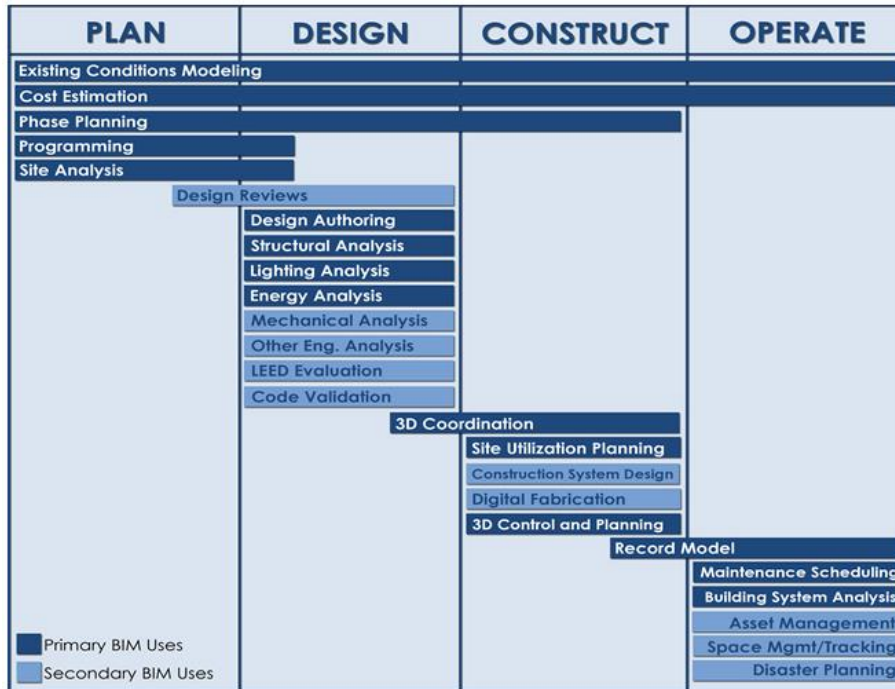 PLAN DESIGN CONSTRUCT OPERATE
Existing Conditions Modeling
Cost Estimation
Phase Planning
Programming
Site Analysis
Design Reviews
Design Authoring
Structural Analysis
Lighting Analysis
Energy Analysis
Mechanical Analysis
Other Eng. Analysis
LEED Evaluation
Code Validation
3D Coordination
Site Utilization Planning
Construction System Design
Digital Fabrication
3D Control and Planning
Record Model
Maintenance Scheduling
Building System Analysis
Asset Management
Space Mgmt/Tracking
Disaster Planning
Primary BIM Uses
Secondary BIM Uses